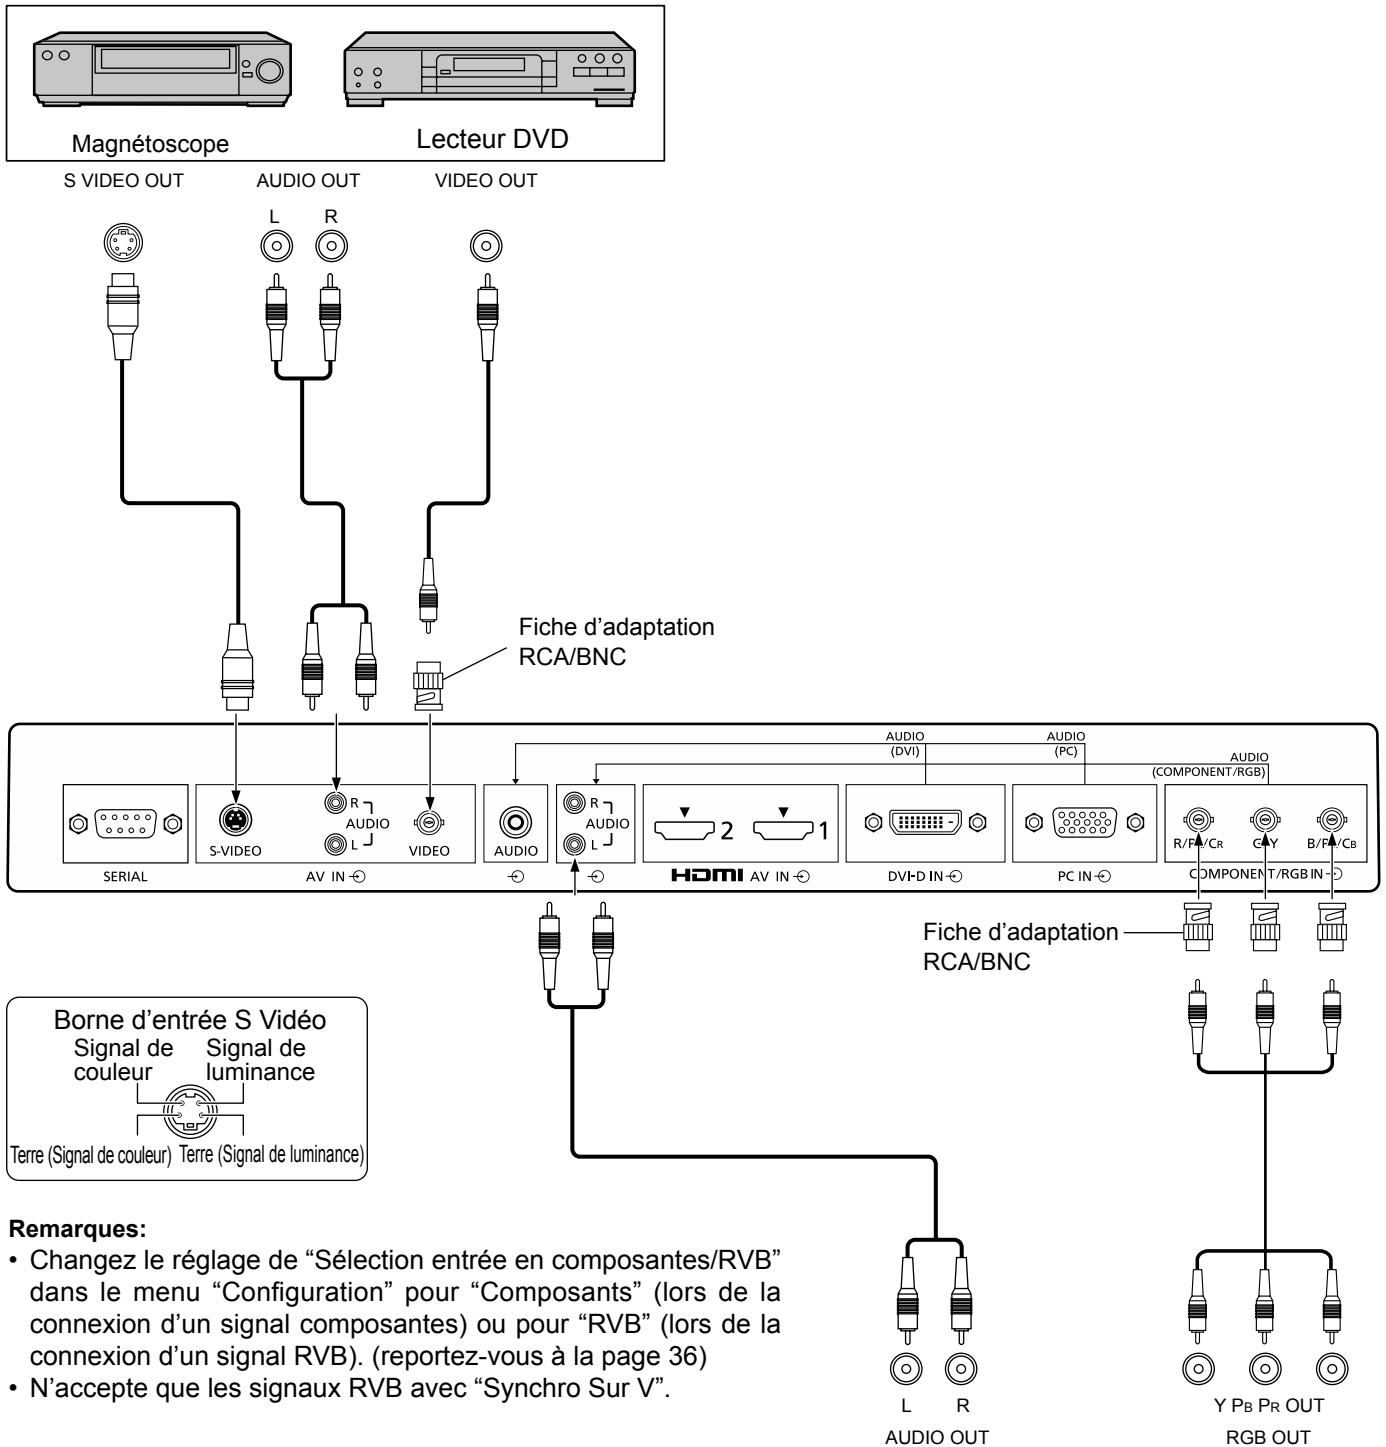 Magnétoscope
Lecteur DVD
S VIDEO OUT
AUDIO OUT
VIDEO OUT
L
R
Fiche d’adaptation
RCA/BNC
AUDIO
(DVI)
AUDIO
(PC)
AUDIO
(COMPONENT/RGB)
R
AUDIO
L
S-VIDEO
VIDEO
AUDIO
R
AUDIO
L
2
1
R/PR/CR
G/Y
B/PB/CB
SERIAL
AV IN
HDMI AV IN
DVI-D IN
PC IN
COMPONENT/RGB IN
Fiche d’adaptation
RCA/BNC
Borne d’entrée S Vidéo
Signal de
couleur
Signal de
luminance
Terre (Signal de couleur)
Terre (Signal de luminance)
Remarques:
• Changez le réglage de “Sélection entrée en composantes/RVB”
dans le menu “Configuration” pour “Composants” (lors de la
connexion d’un signal composantes) ou pour “RVB” (lors de la
connexion d’un signal RVB). (reportez-vous à la page 36)
• N’accepte que les signaux RVB avec “Synchro Sur V”.
L
R
AUDIO OUT
Y PB PR OUT
RGB OUT